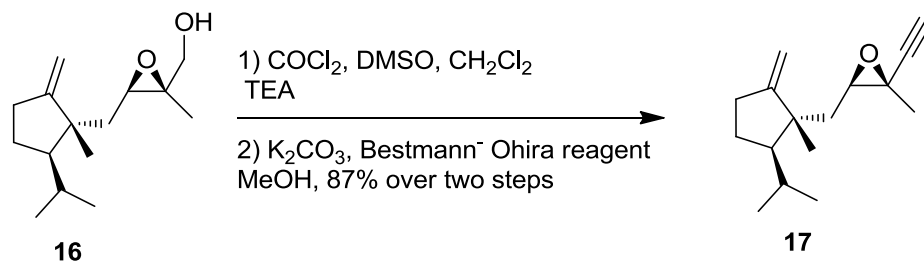 OH
O
1) COCl₂, DMSO, CH₂Cl₂
TEA
2) K₂CO₃, Bestmann⁻ Ohira reagent
MeOH, 87% over two steps
16
O
17